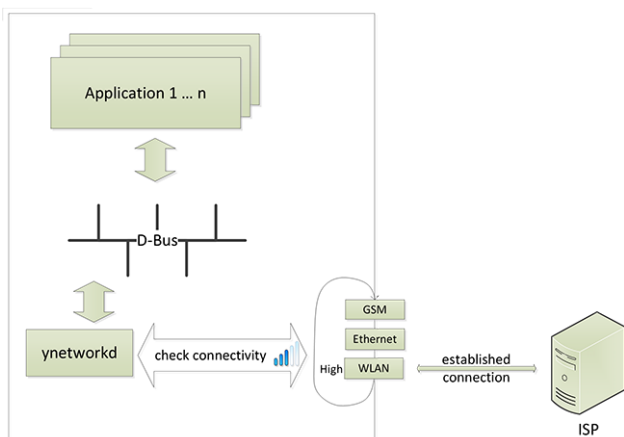 Application 1 ... n
D-Bus
ynetworkd
check connectivity
GSM
Ethernet
High
WLAN
established
connection
ISP